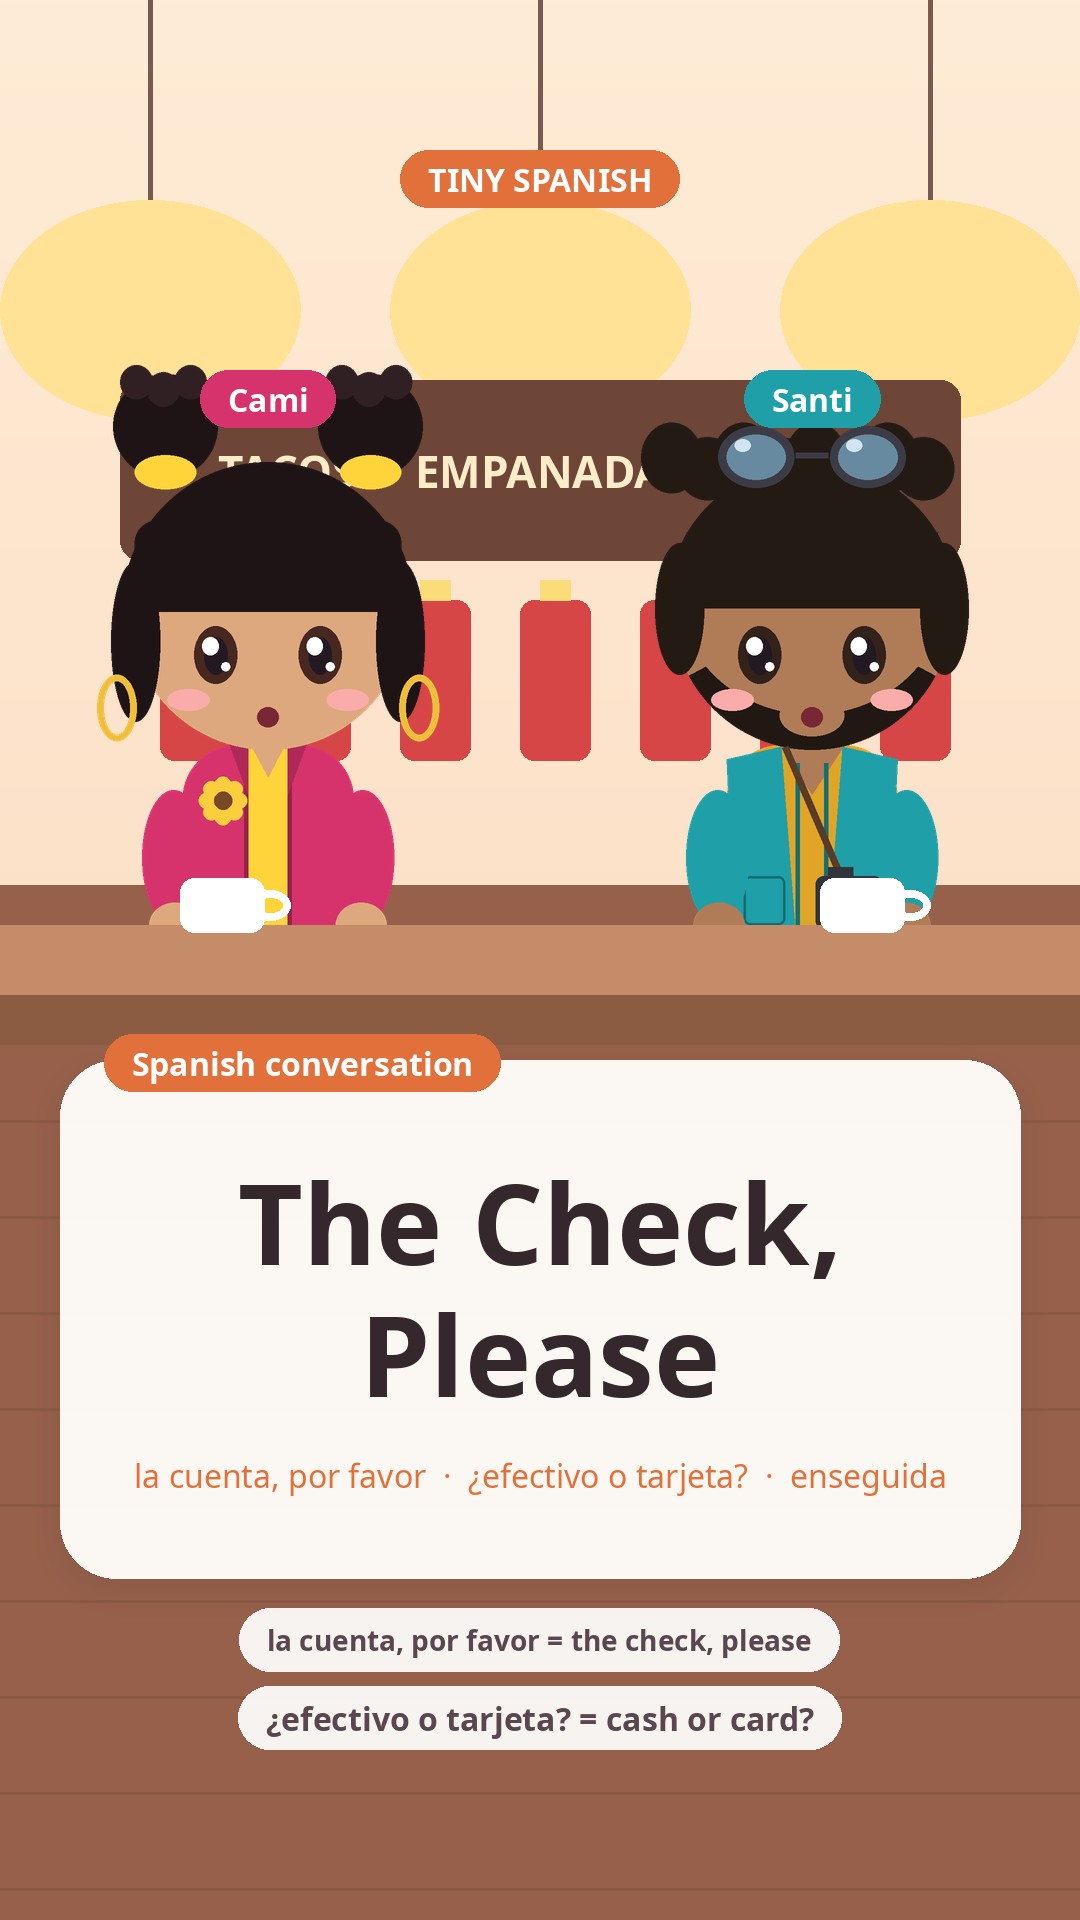 TINY SPANISH
Cami
Santi
EMPANADA
Spanish conversation
The Check,
Please
la cuenta, por favor · ¿efectivo o tarjeta? · enseguida
la cuenta, por favor = the check, please
¿efectivo o tarjeta? = cash or card?